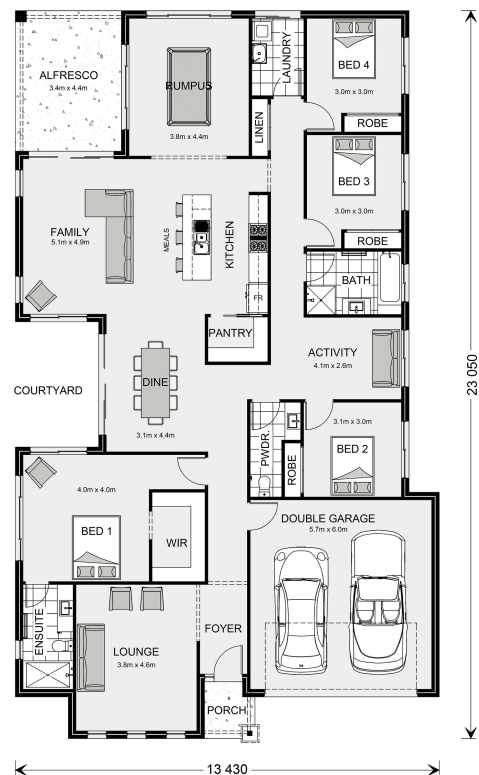 ALFRESCO
3.4m x 4.4m
RUMPUS
3.8m x 4.4m
LAUNDRY
BED 4
3.0m x 3.0m
ROBE
LINEN
BED 3
3.0m x 3.0m
ROBE
FAMILY
5.1m x 4.9m
MEALS
KITCHEN
FR
BATH
PANTRY
ACTIVITY
4.1m x 2.6m
COURTYARD
DINE
3.1m x 4.4m
PWDR.
ROBE
3.1m x 3.0m
BED 2
4.0m x 4.0m
BED 1
WIR
DOUBLE GARAGE
5.7m x 6.0m
ENSUITE
LOUNGE
3.8m x 4.6m
FOYER
PORCH
23 050
13 430